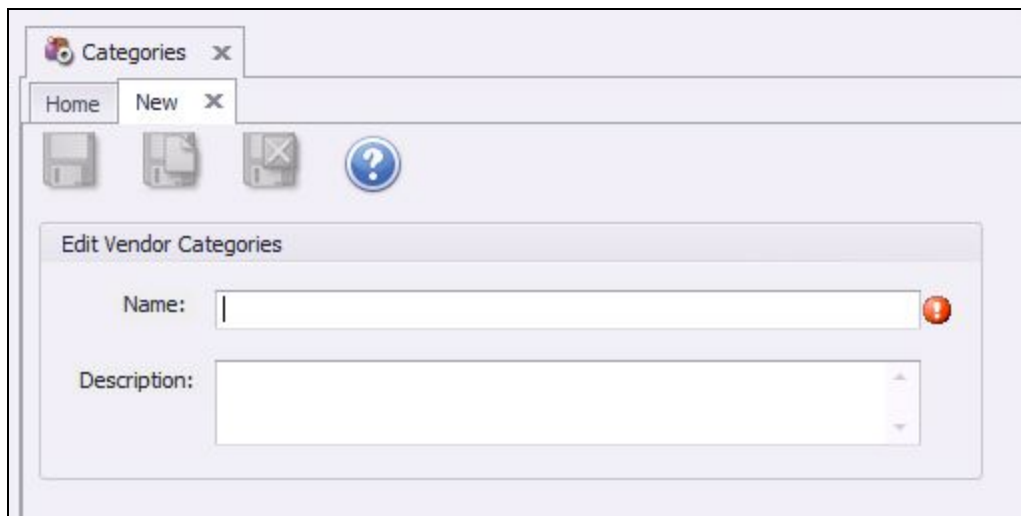 Categories
Home New
Edit Vendor Categories
Name:
Description: